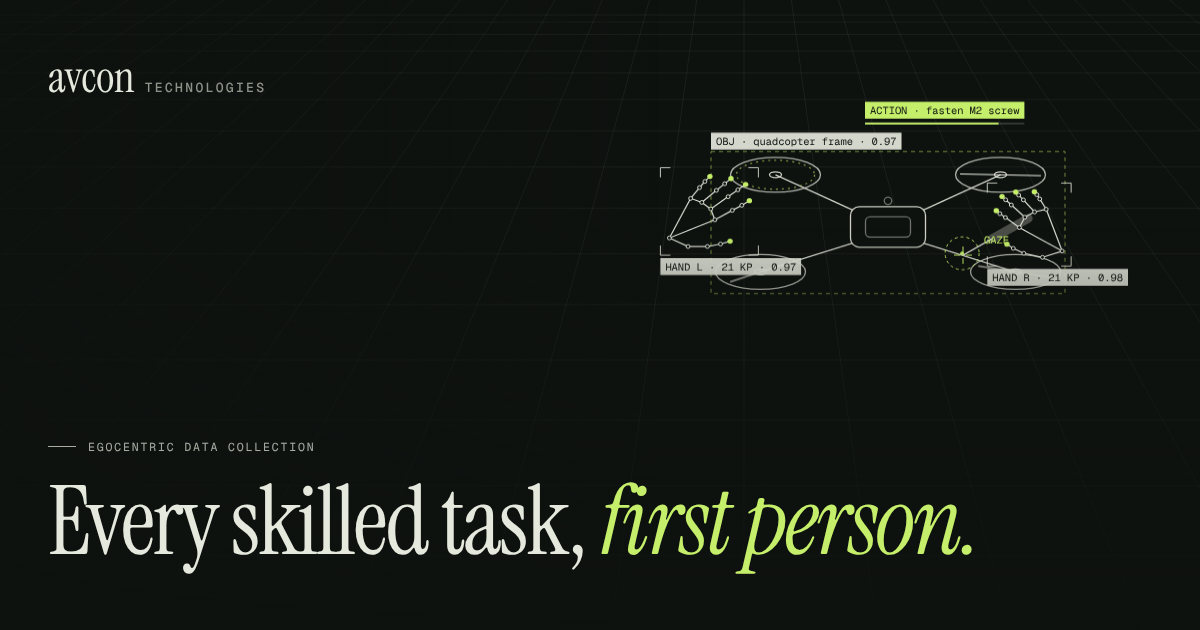 avcon TECHNOLOGIES
ACTION · fasten M2 screw
OBJ · quadcopter frame · 0.97
GAZE
HAND L · 21 KP · 0.97
HAND R · 21 KP · 0.98
EGOCENTRIC DATA COLLECTION
Every skilled task, first person.